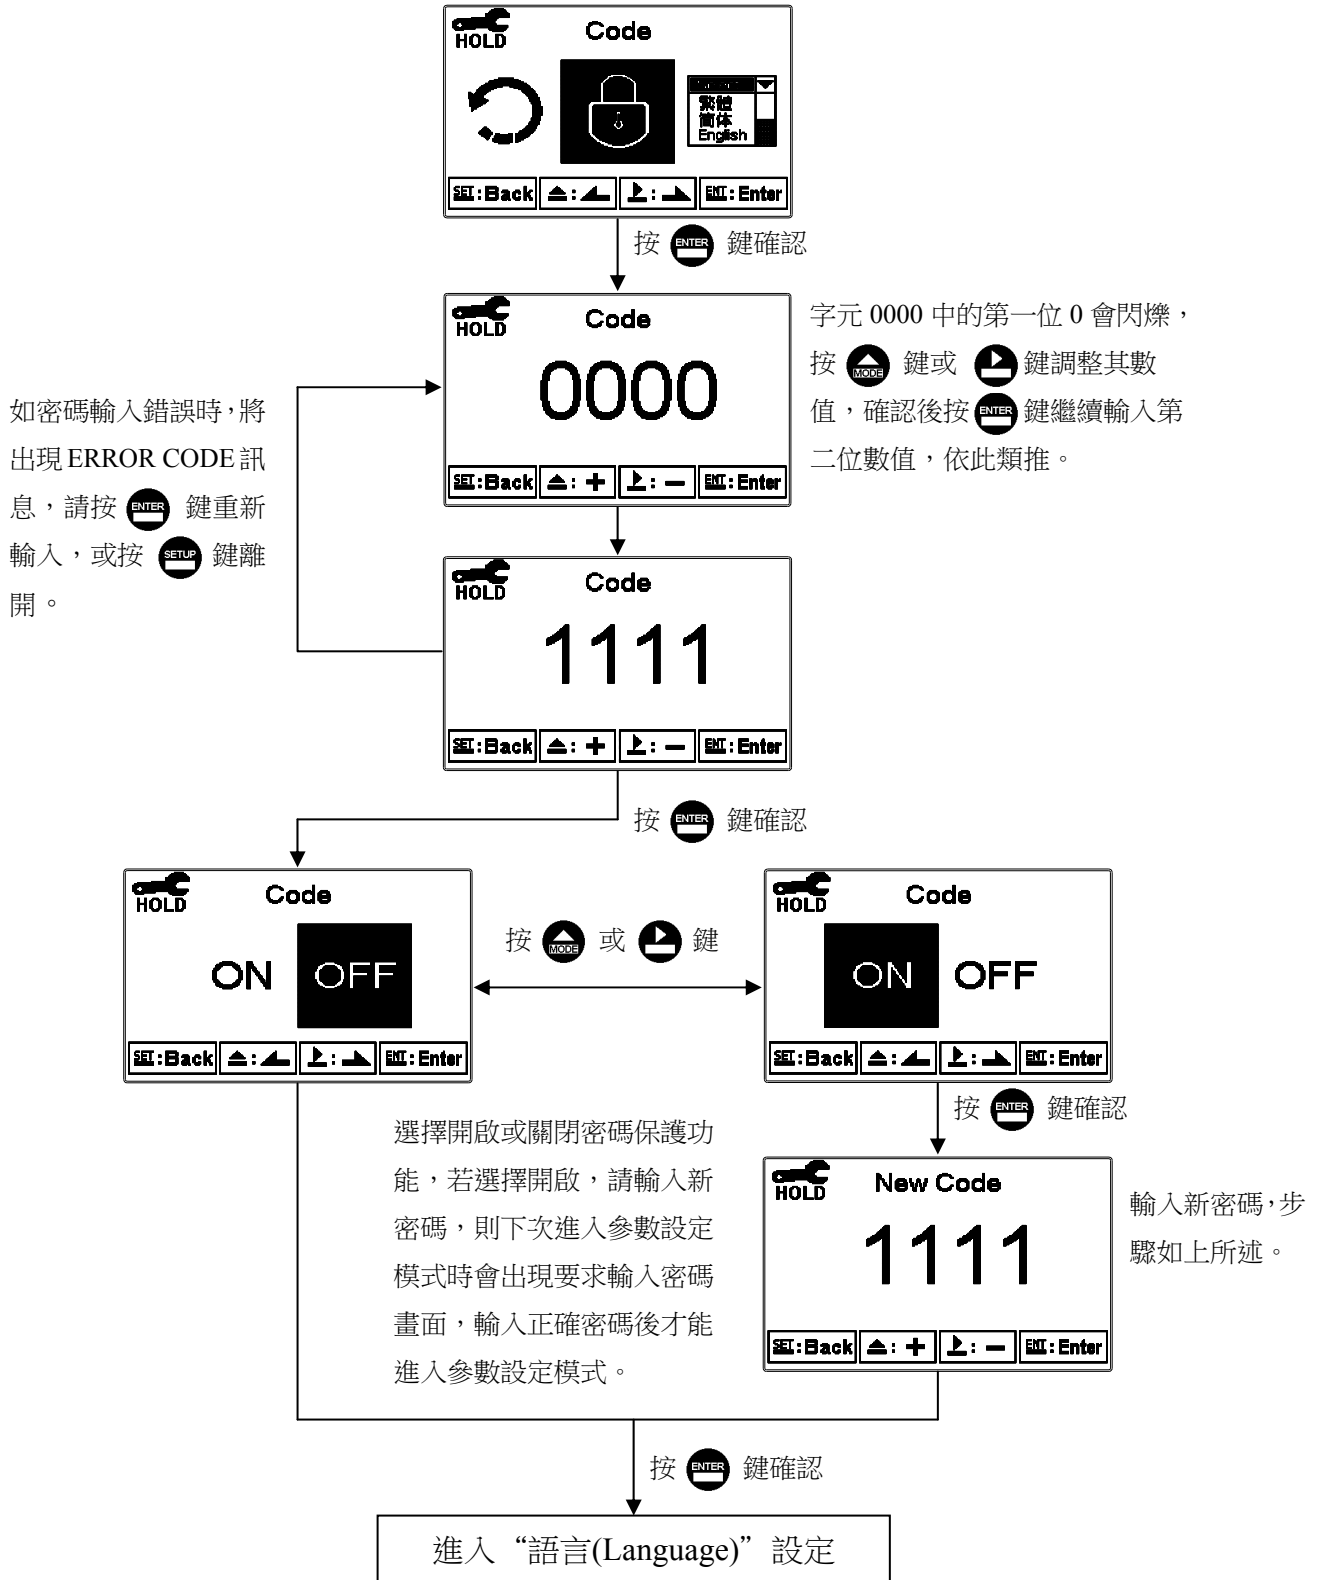 HOLD
Code
繁體
简体
English
SET:Back
:
:
ENT:Enter
按 ENTER 鍵確認
HOLD
Code
0000
SET:Back
: +
: −
ENT:Enter
字元 0000 中的第一位 0 會閃爍，
按 MODE 鍵或 鍵調整其數
值，確認後按 ENTER 鍵繼續輸入第
二位數值，依此類推。
如密碼輸入錯誤時，將
出現 ERROR CODE 訊
息，請按 ENTER 鍵重新
輸入，或按 SETUP 鍵離
開。
HOLD
Code
1111
SET:Back
: +
: −
ENT:Enter
按 ENTER 鍵確認
HOLD
Code
ON OFF
SET:Back
:
:
ENT:Enter
按 MODE 或 鍵
HOLD
Code
ON OFF
SET:Back
:
:
ENT:Enter
按 ENTER 鍵確認
選擇開啟或關閉密碼保護功
能，若選擇開啟，請輸入新
密碼，則下次進入參數設定
模式時會出現要求輸入密碼
畫面，輸入正確密碼後才能
進入參數設定模式。
HOLD
New Code
1111
SET:Back
: +
: −
ENT:Enter
輸入新密碼，步
驟如上所述。
按 ENTER 鍵確認
進入“語言(Language)”設定